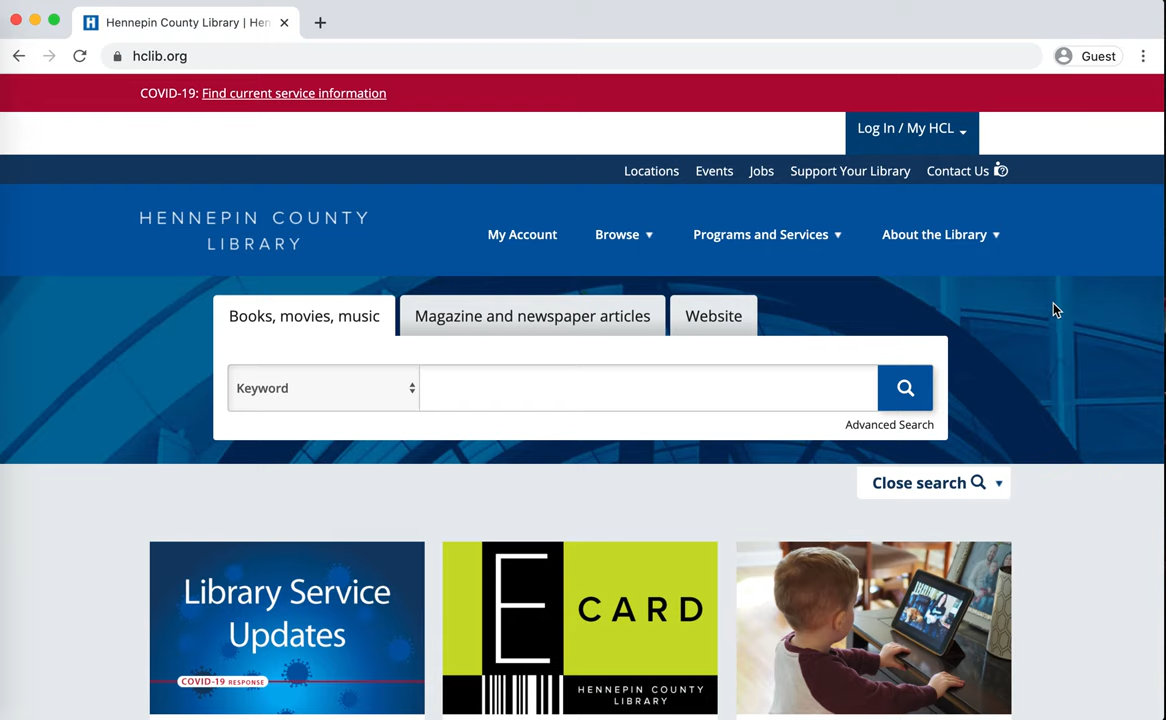 Hennepin County Library | Hen
hclib.org
Guest
COVID-19: Find current service information
Log In / My HCL
Locations
Events
Jobs
Support Your Library
Contact Us
HENNEPIN COUNTY
LIBRARY
My Account
Browse
Programs and Services
About the Library
Books, movies, music
Magazine and newspaper articles
Website
Keyword
Advanced Search
Close search
Library Service
Updates
COVID-19 RESPONSE
E CARD
HENNEPIN COUNTY
LIBRARY